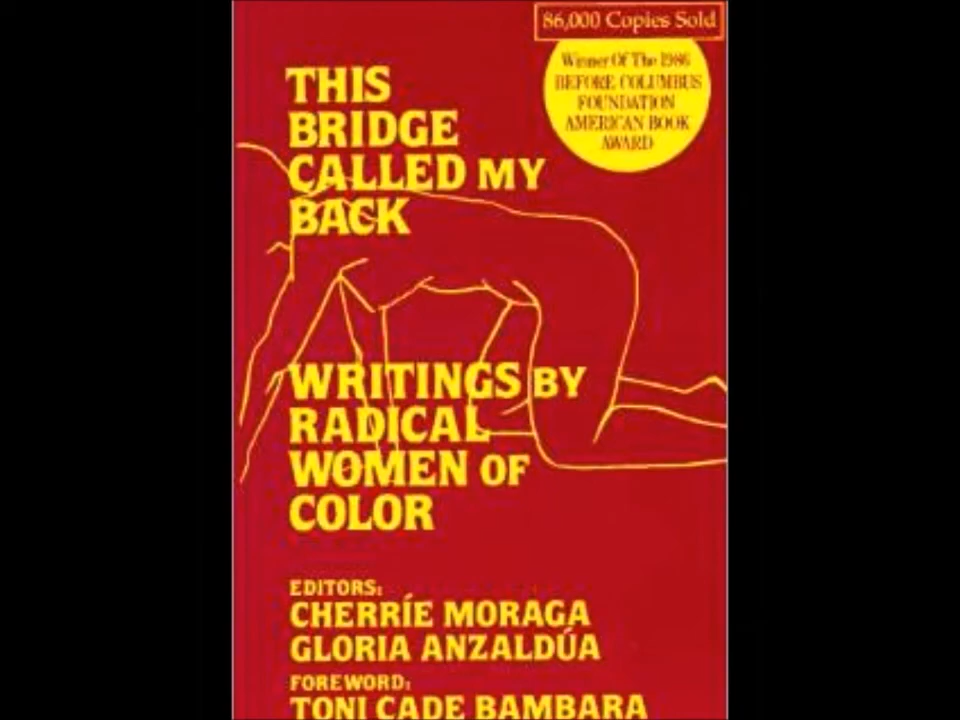 86,000 Copies Sold
Winner Of The 1986
BEFORE COLUMBUS
FOUNDATION
AMERICAN BOOK
AWARD
THIS
BRIDGE
CALLED MY
BACK
WRITINGS BY
RADICAL
WOMEN OF
COLOR
EDITORS:
CHERRÍE MORAGA
GLORIA ANZALDÚA
FOREWORD:
TONI CADE BAMBARA